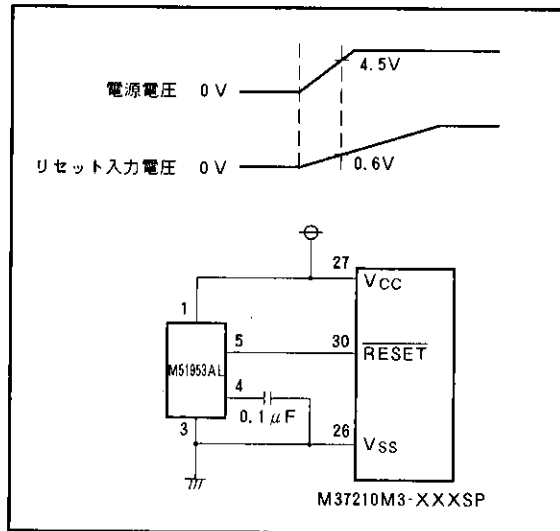 電源電圧 0V
4.5V
リセット入力電圧 0V
0.6V
27
VCC
1
5
30
RESET
M51953AL
4
0.1μF
3
26
VSS
M37210M3-XXXSP